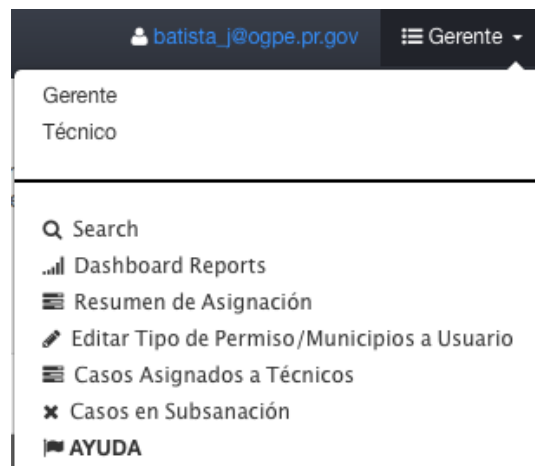 batista_j@ogpe.pr.gov Gerente
Gerente
Técnico
Search
Dashboard Reports
Resumen de Asignación
Editar Tipo de Permiso/Municipios a Usuario
Casos Asignados a Técnicos
Casos en Subsanación
AYUDA